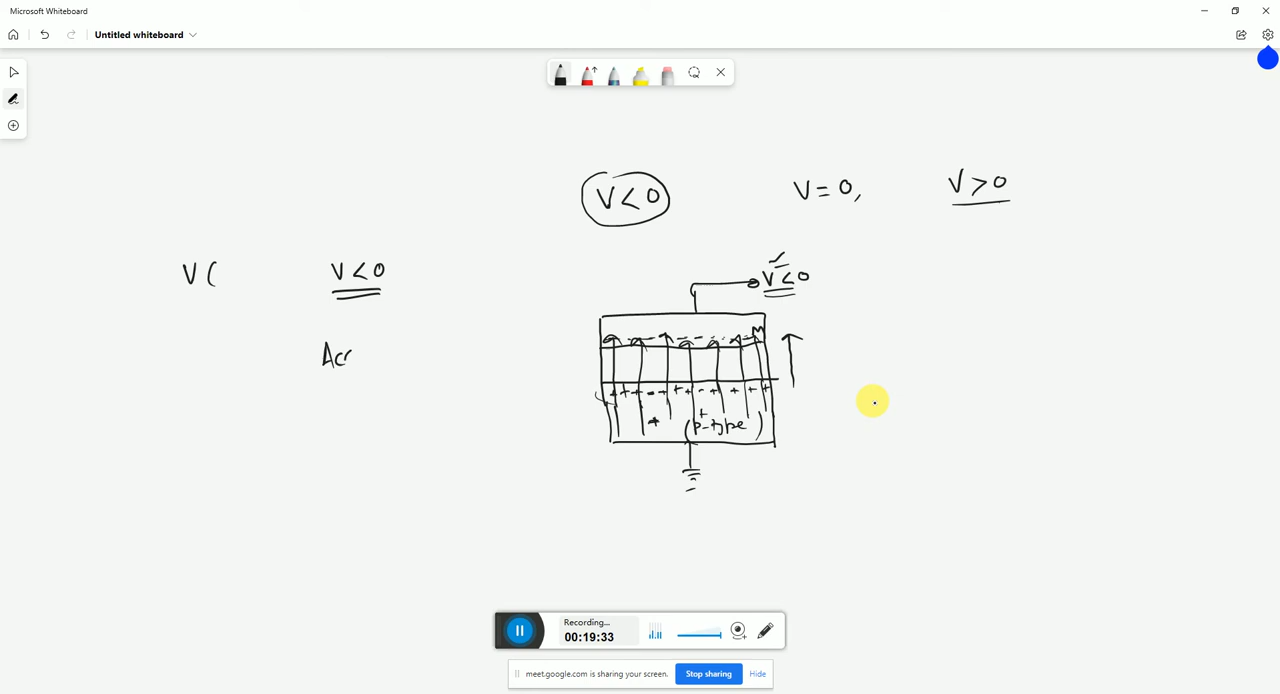 Microsoft Whiteboard
Untitled whiteboard
V<0
V=0,
V>0
V(
V<0
V<0
M
Acc
(p-type)
Recording...
00:19:33
meet.google.com is sharing your screen.
Stop sharing
Hide